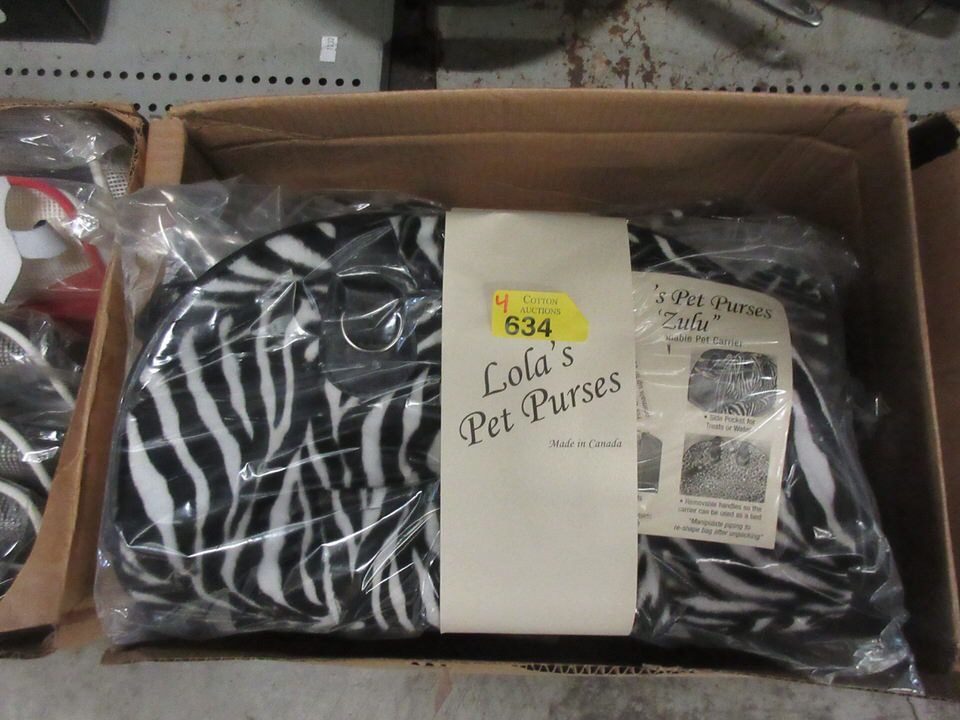 4
COTTON
AUCTIONS
634
Lola's
Pet Purses
Made in Canada
's Pet Purses
'Zulu"
Pet Carrier
• Side Pocket for
Treats or Water
• Removable handles so the
carrier can be used as a bed
"Manipulate piping to
re-shape bag after unpacking"